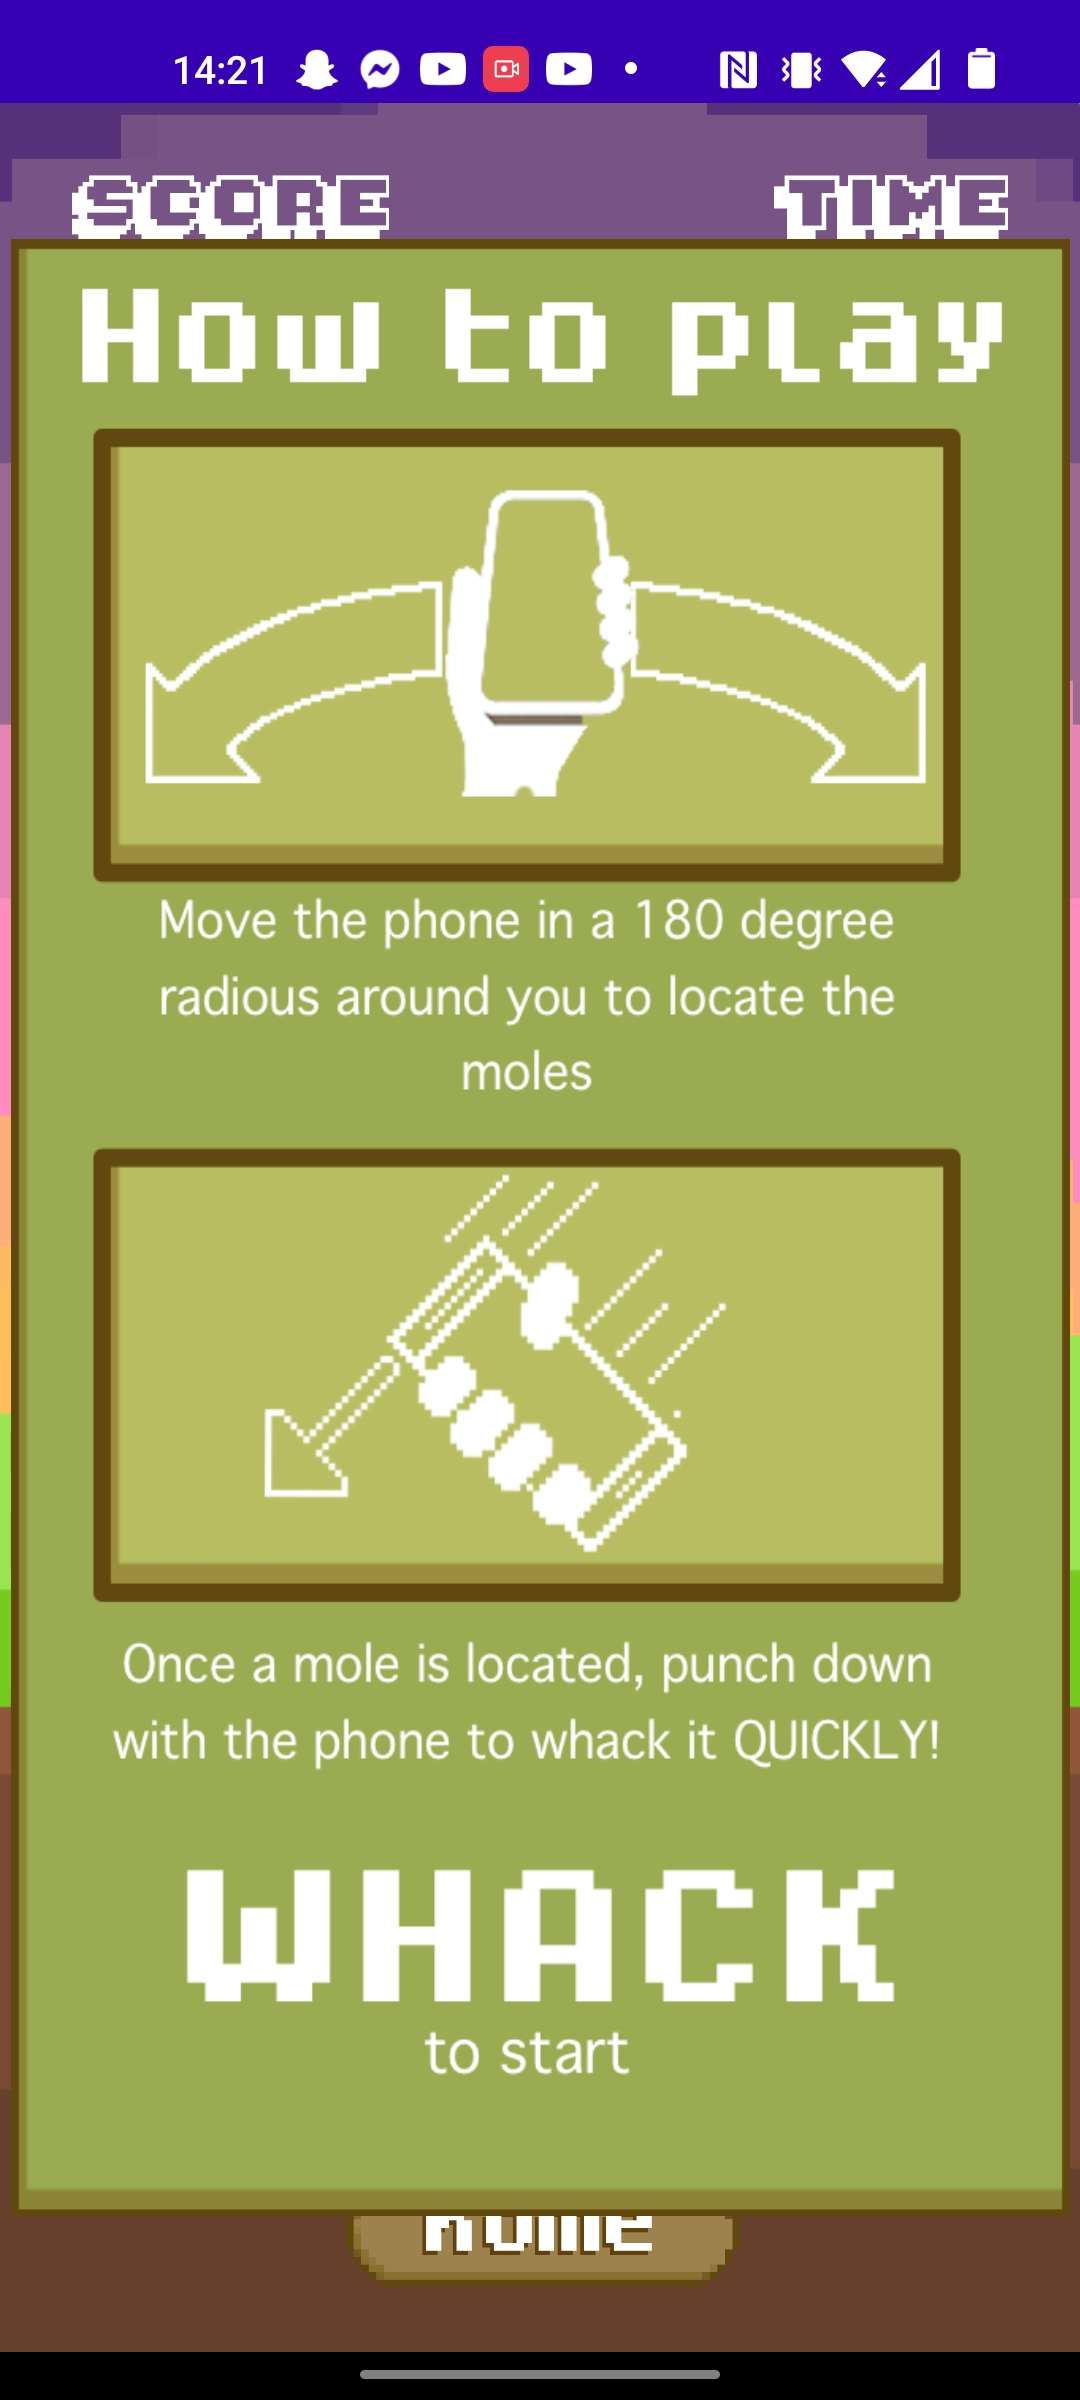 14:21
SCORE TIME
How to play
Move the phone in a 180 degree
radious around you to locate the
moles
Once a mole is located, punch down
with the phone to whack it QUICKLY!
WHACK
to start